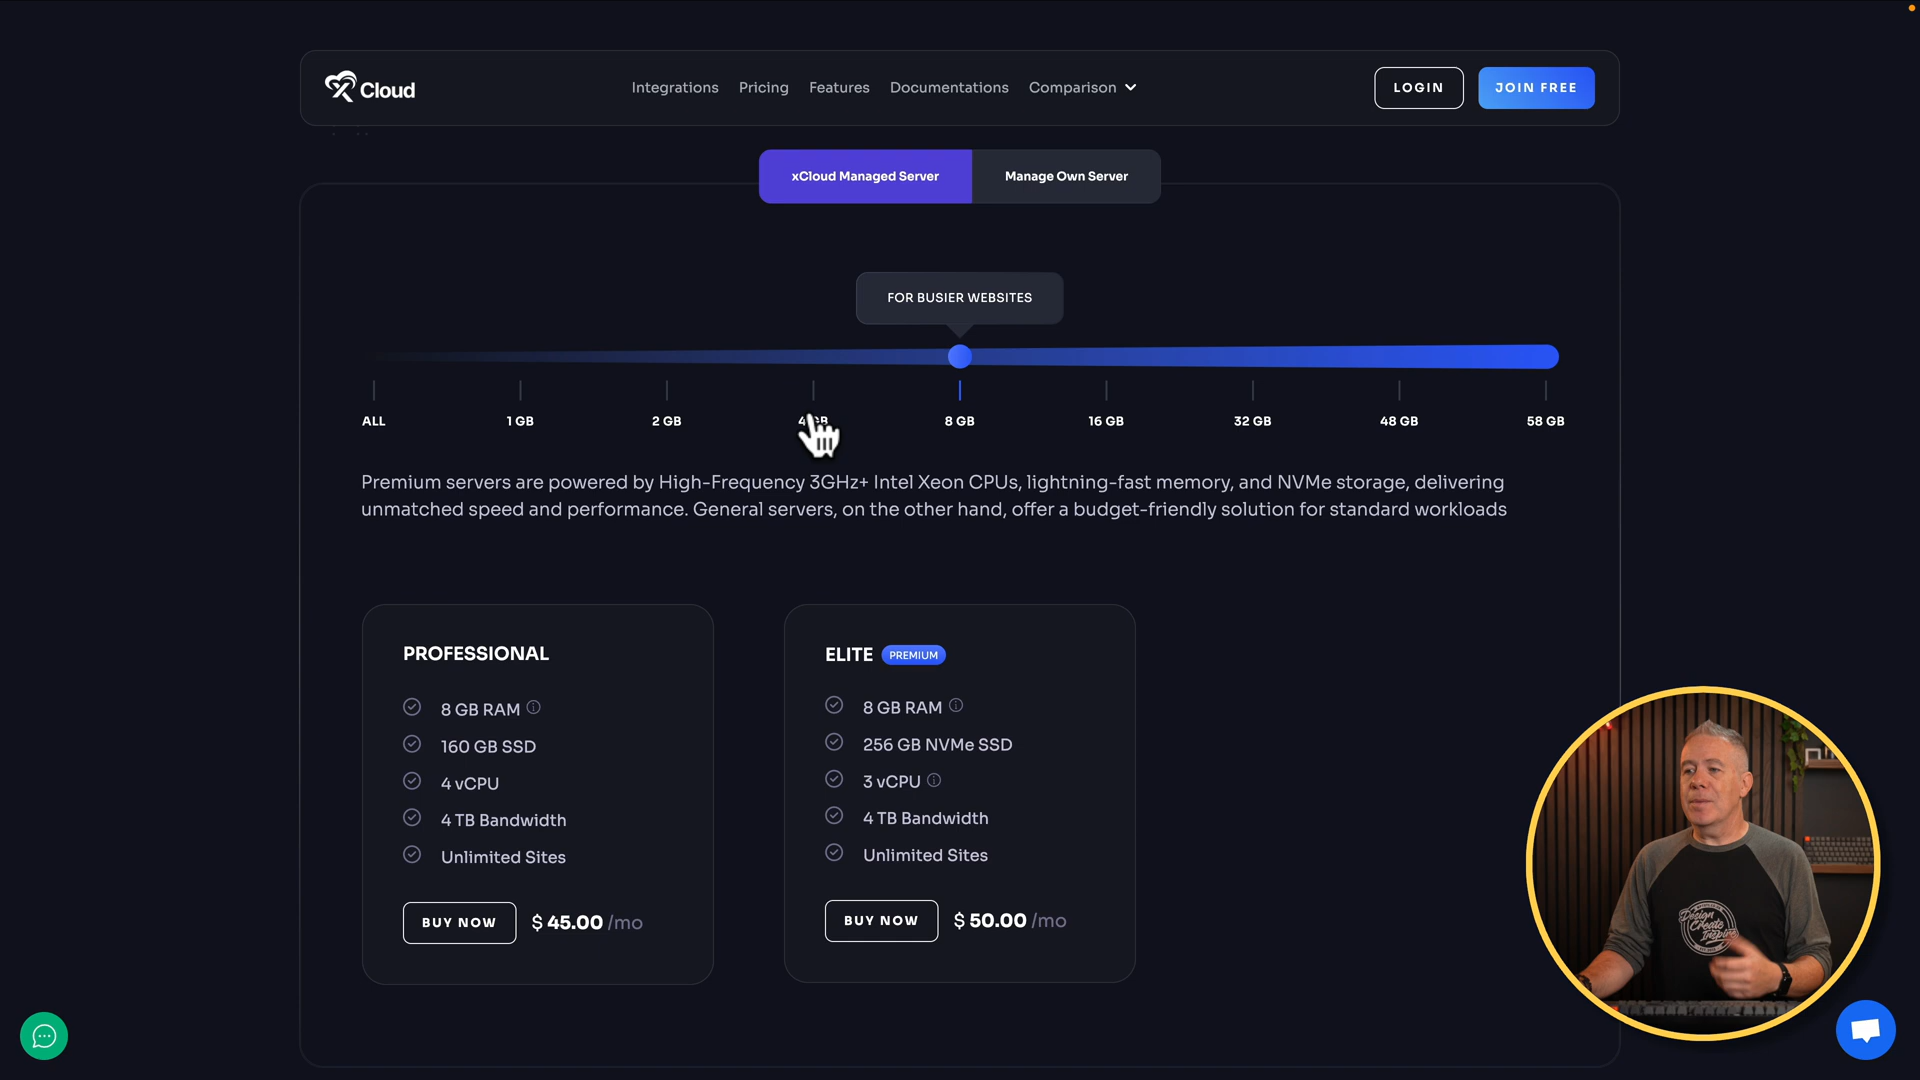 Cloud
Integrations
Pricing
Features
Documentations
Comparison
LOGIN
JOIN FREE
xCloud Managed Server
Manage Own Server
FOR BUSIER WEBSITES
ALL
1 GB
2 GB
4 GB
8 GB
16 GB
32 GB
48 GB
58 GB
Premium servers are powered by High-Frequency 3GHz+ Intel Xeon CPUs, lightning-fast memory, and NVMe storage, delivering
unmatched speed and performance. General servers, on the other hand, offer a budget-friendly solution for standard workloads
PROFESSIONAL
8 GB RAM
160 GB SSD
4 vCPU
4 TB Bandwidth
Unlimited Sites
BUY NOW
$ 45.00 /mo
ELITE PREMIUM
8 GB RAM
256 GB NVMe SSD
3 vCPU
4 TB Bandwidth
Unlimited Sites
BUY NOW
$ 50.00 /mo
Design
Create
Inspire